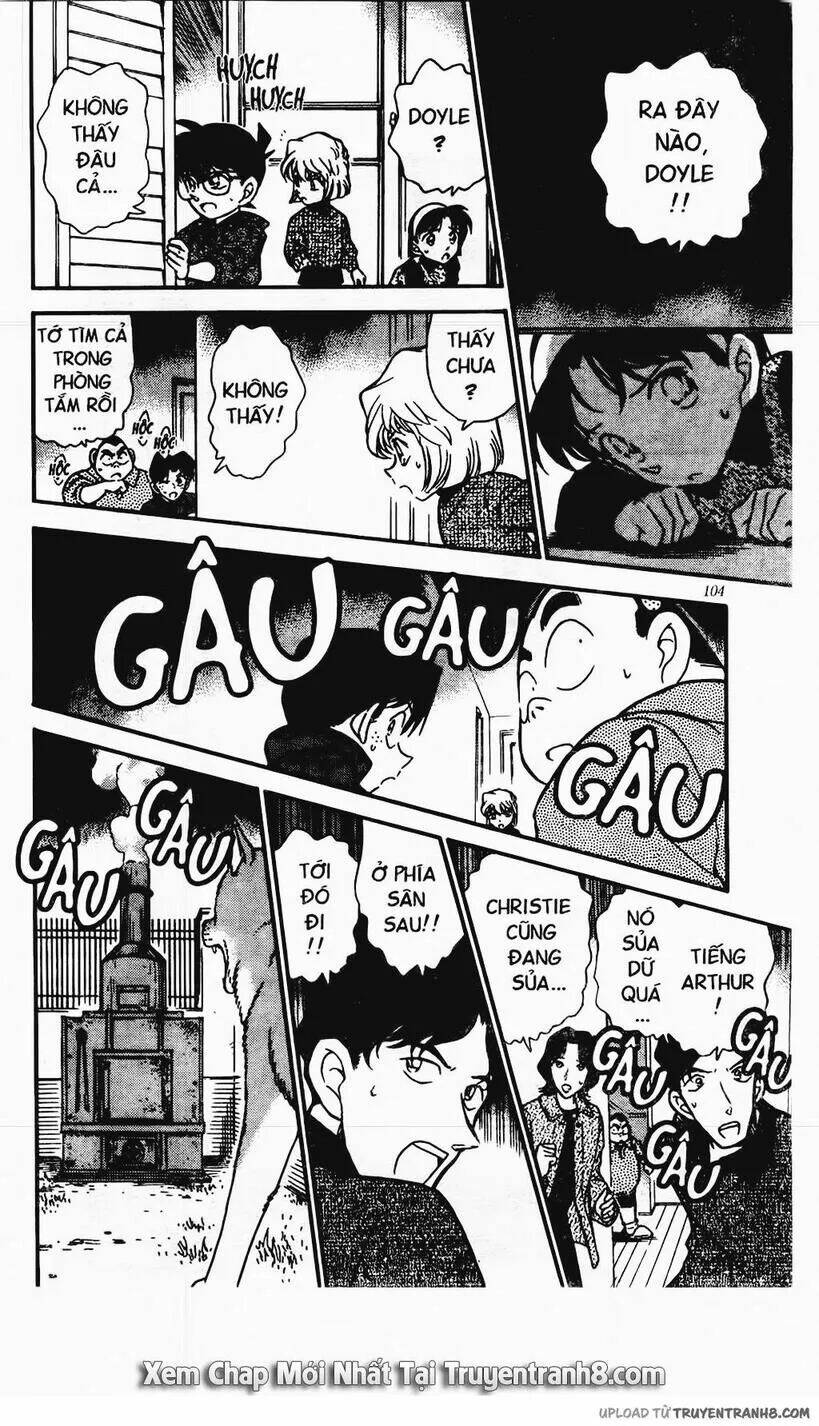 RA ĐÂY
NÀO,
DOYLE
!!
DOYLE
?
HUỲCH
HUỲCH
KHÔNG
THẤY
ĐÂU
CẢ...
THẤY
CHƯA
?
KHÔNG
THẤY!
TỚ TÌM CẢ
TRONG
PHÒNG
TẮM RỒI
...
HỘC
HỘC
HỘC
104
GÂU
GÂU
GÂU
TIẾNG
ARTHUR
!
NÓ
SỦA
DỮ
QUÁ
...
CHRISTIE
CŨNG
ĐANG
SỦA...
GÂU
GÂU
GÂU
Ở PHÍA
SÂN
SAU!!
TỚI
ĐÓ
ĐI
!!
GÂU
GÂU
Xem Chap Mới Nhất Tại Truyentranh8.com
UPLOAD TỪ TRUYENTRANH8.COM